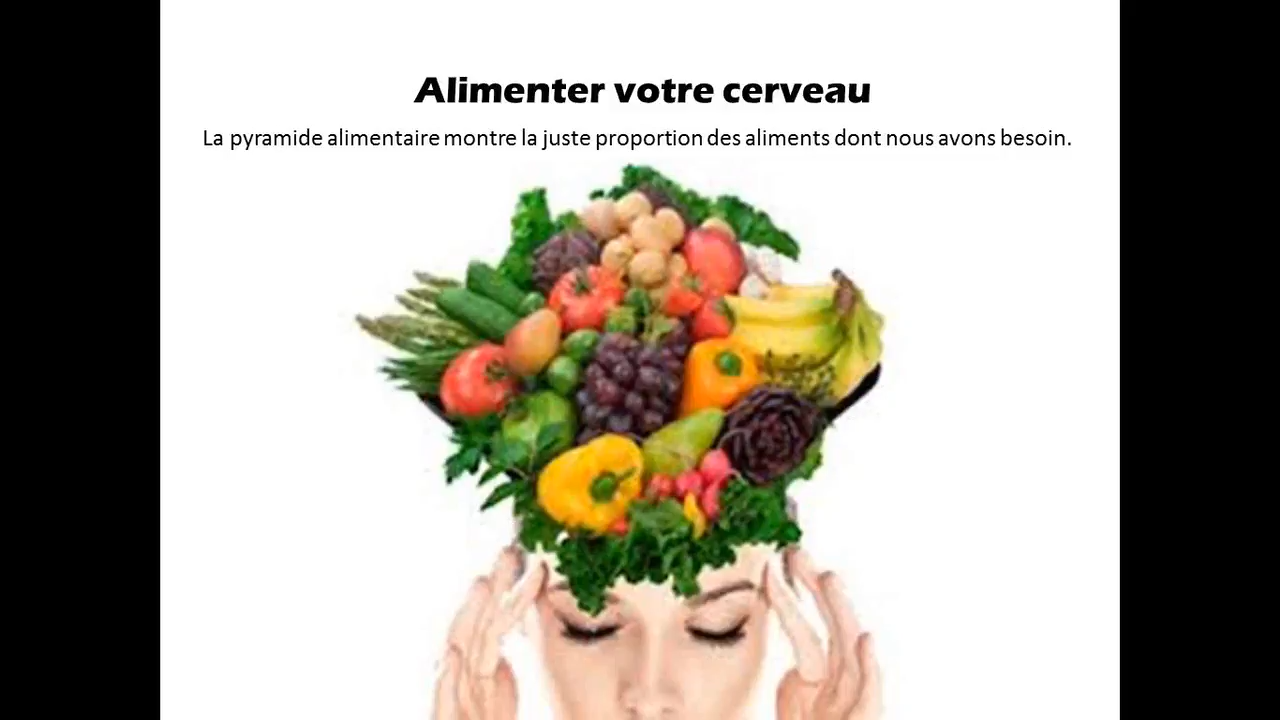 Alimenter votre cerveau
La pyramide alimentaire montre la juste proportion des aliments dont nous avons besoin.